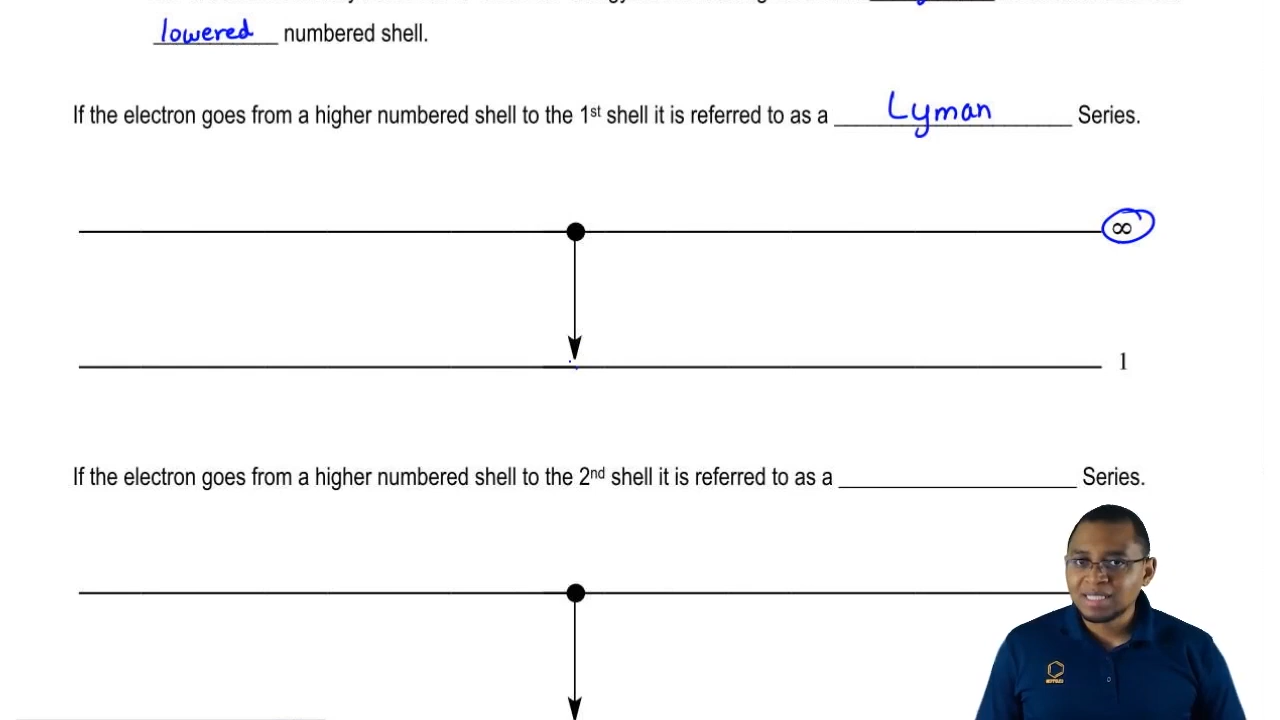 lowered numbered shell.
If the electron goes from a higher numbered shell to the 1st shell it is referred to as a Lyman Series.
∞
1
If the electron goes from a higher numbered shell to the 2nd shell it is referred to as a ____________________ Series.